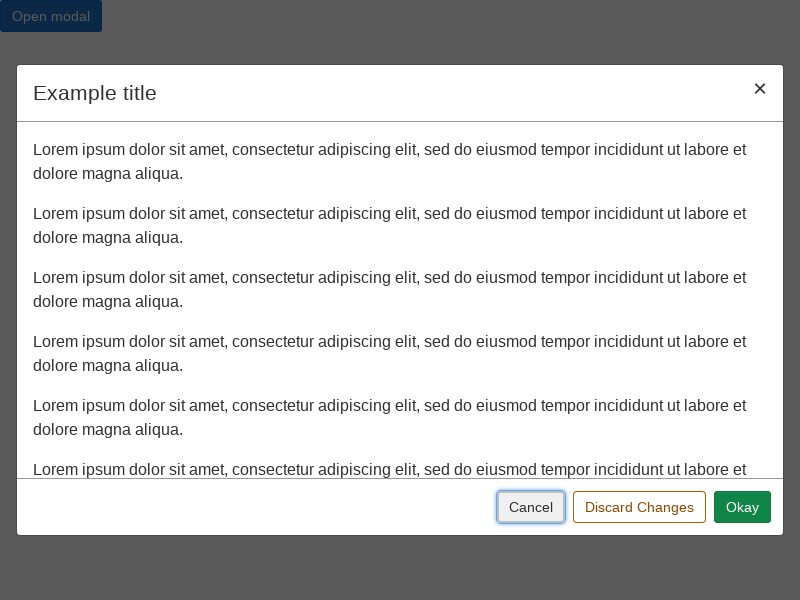 Open modal
Example title
×
Lorem ipsum dolor sit amet, consectetur adipiscing elit, sed do eiusmod tempor incididunt ut labore et
dolore magna aliqua.
Lorem ipsum dolor sit amet, consectetur adipiscing elit, sed do eiusmod tempor incididunt ut labore et
dolore magna aliqua.
Lorem ipsum dolor sit amet, consectetur adipiscing elit, sed do eiusmod tempor incididunt ut labore et
dolore magna aliqua.
Lorem ipsum dolor sit amet, consectetur adipiscing elit, sed do eiusmod tempor incididunt ut labore et
dolore magna aliqua.
Lorem ipsum dolor sit amet, consectetur adipiscing elit, sed do eiusmod tempor incididunt ut labore et
dolore magna aliqua.
Lorem ipsum dolor sit amet, consectetur adipiscing elit, sed do eiusmod tempor incididunt ut labore et
Cancel
Discard Changes
Okay